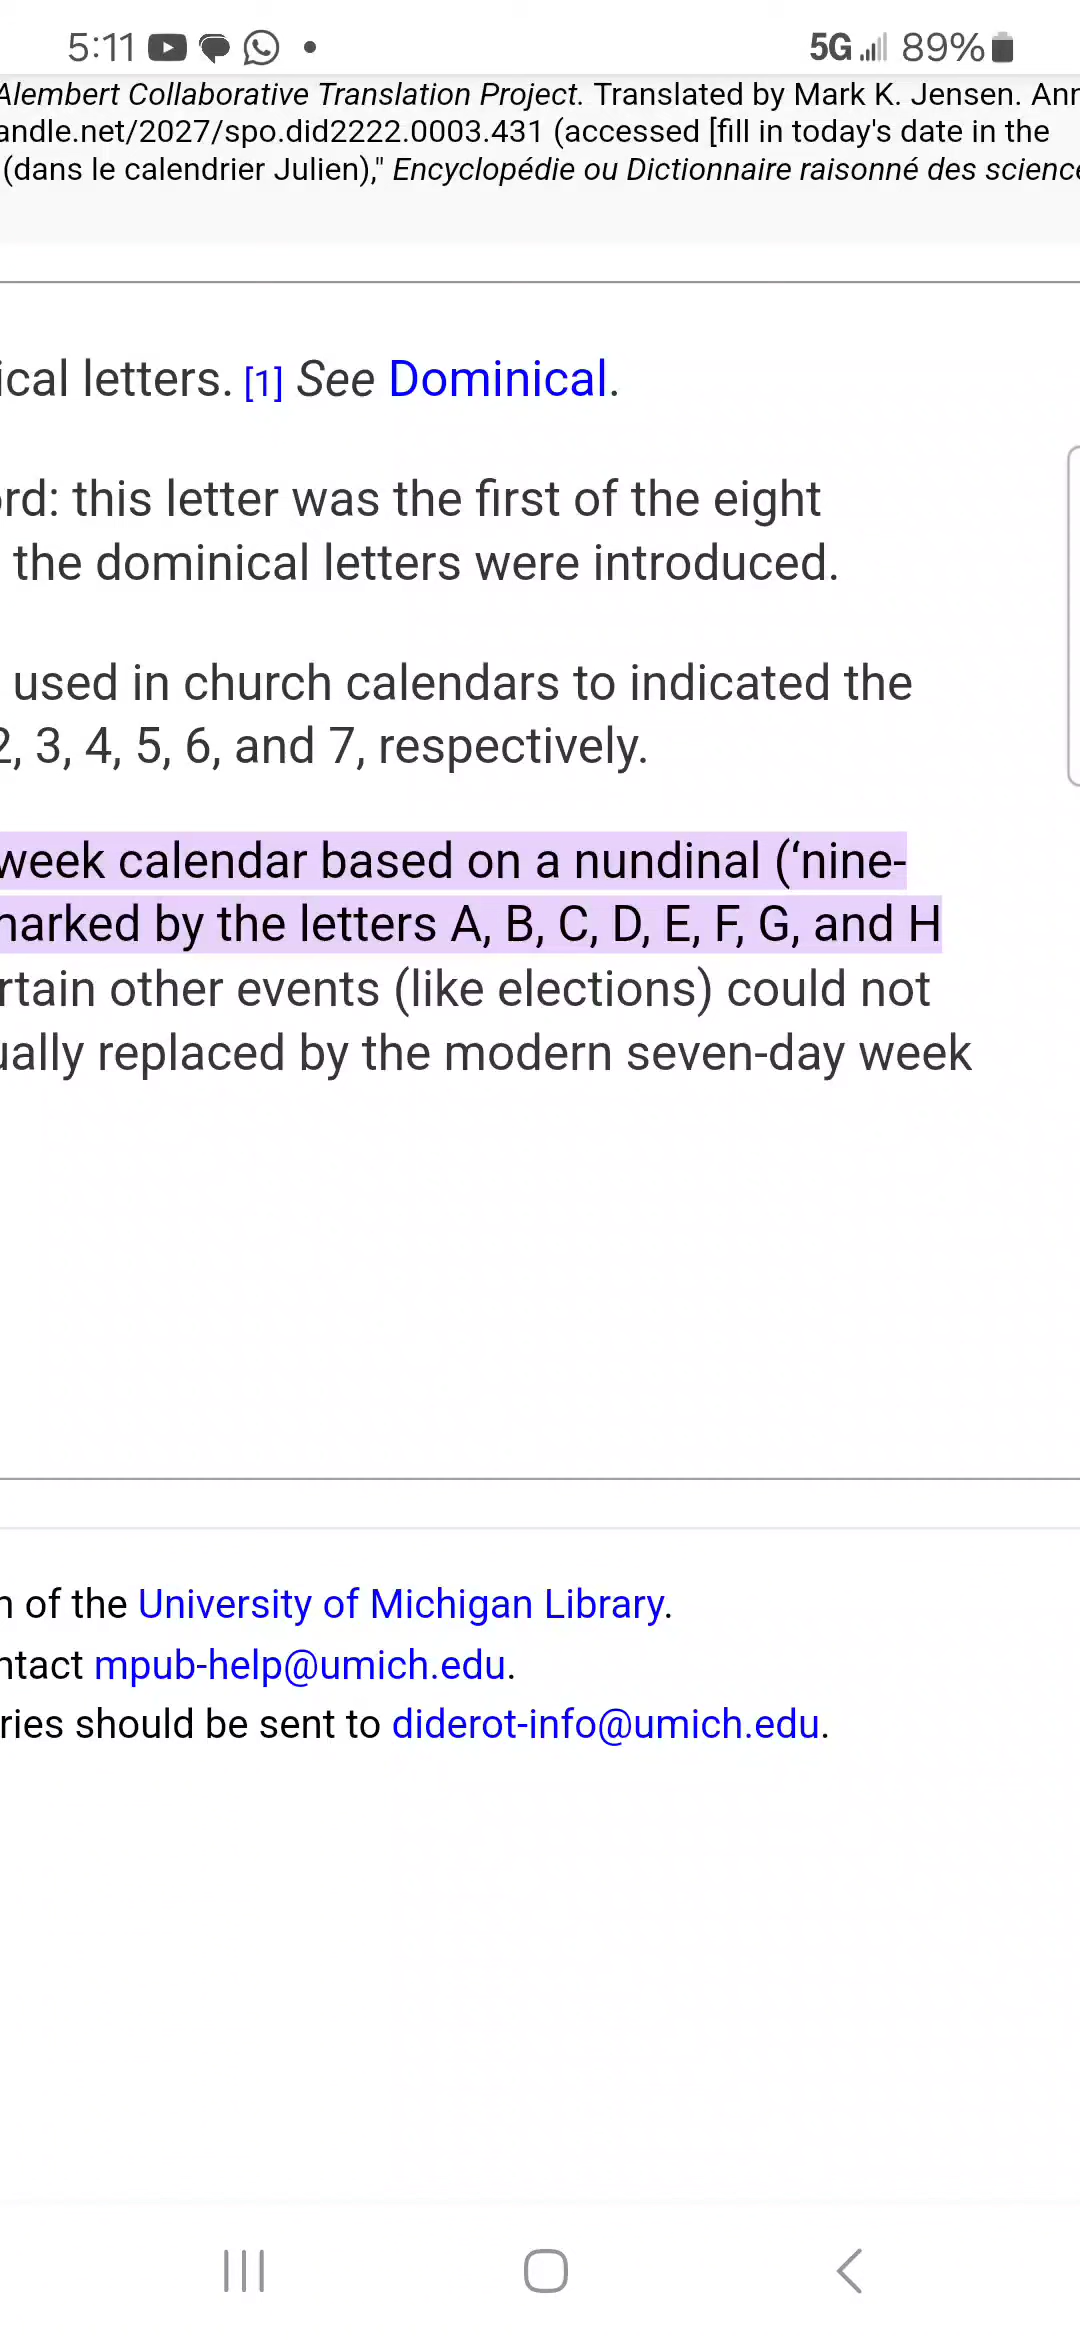 5:11 5G 89%
Alembert Collaborative Translation Project. Translated by Mark K. Jensen. Ann
andle.net/2027/spo.did2222.0003.431 (accessed [fill in today's date in the
(dans le calendrier Julien)," Encyclopédie ou Dictionnaire raisonné des science
ical letters. [1] See Dominical.
ord: this letter was the first of the eight
the dominical letters were introduced.
used in church calendars to indicated the
2, 3, 4, 5, 6, and 7, respectively.
week calendar based on a nundinal (‘nine-
marked by the letters A, B, C, D, E, F, G, and H
rtain other events (like elections) could not
ually replaced by the modern seven-day week
n of the University of Michigan Library.
ntact mpub-help@umich.edu.
ries should be sent to diderot-info@umich.edu.